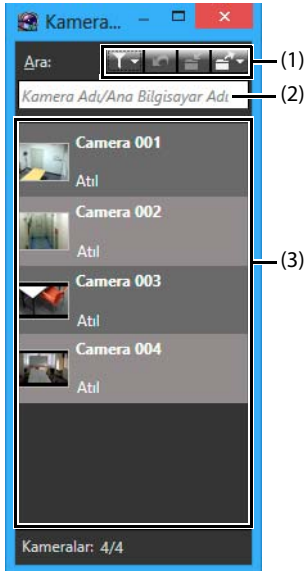 Kamera...
Ara:
(1)
Kamera Adı/Ana Bilgisayar Adı
(2)
Camera 001
Atıl
Camera 002
Atıl
(3)
Camera 003
Atıl
Camera 004
Atıl
Kameralar: 4/4